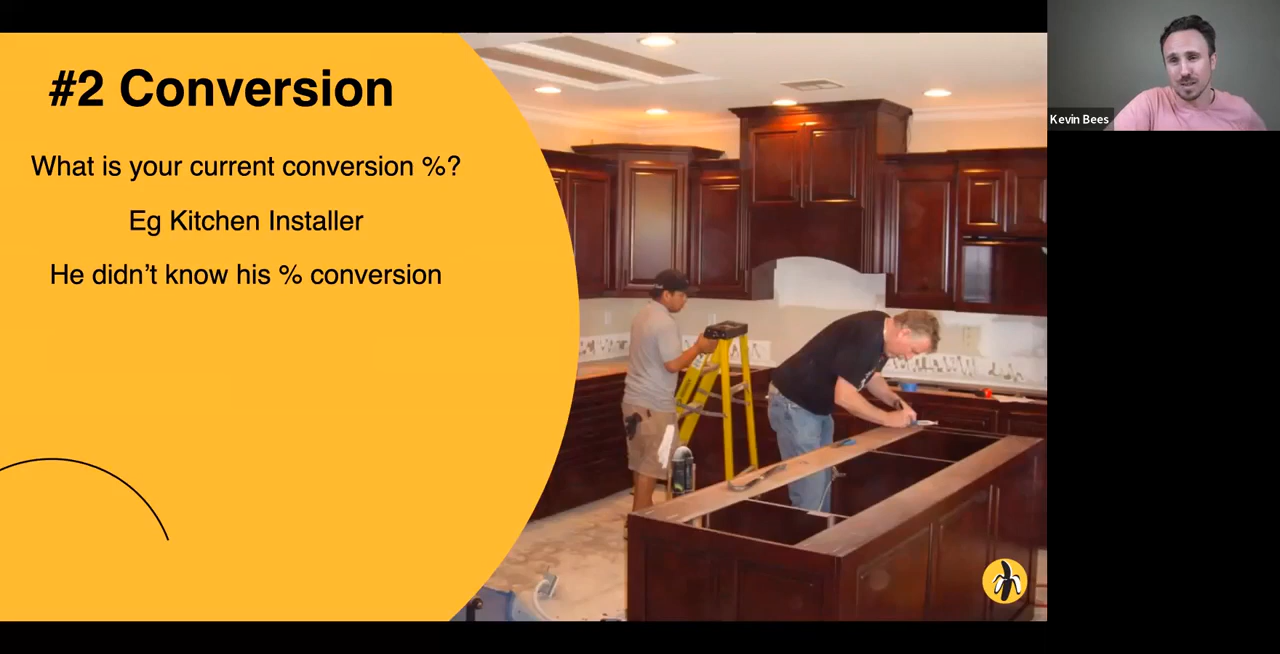 #2 Conversion
What is your current conversion %?
Eg Kitchen Installer
He didn’t know his % conversion
Kevin Bees